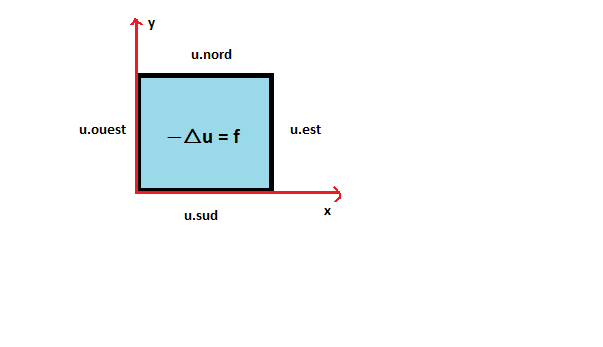 y
u.nord
u.ouest
−△u = f
u.est
x
u.sud